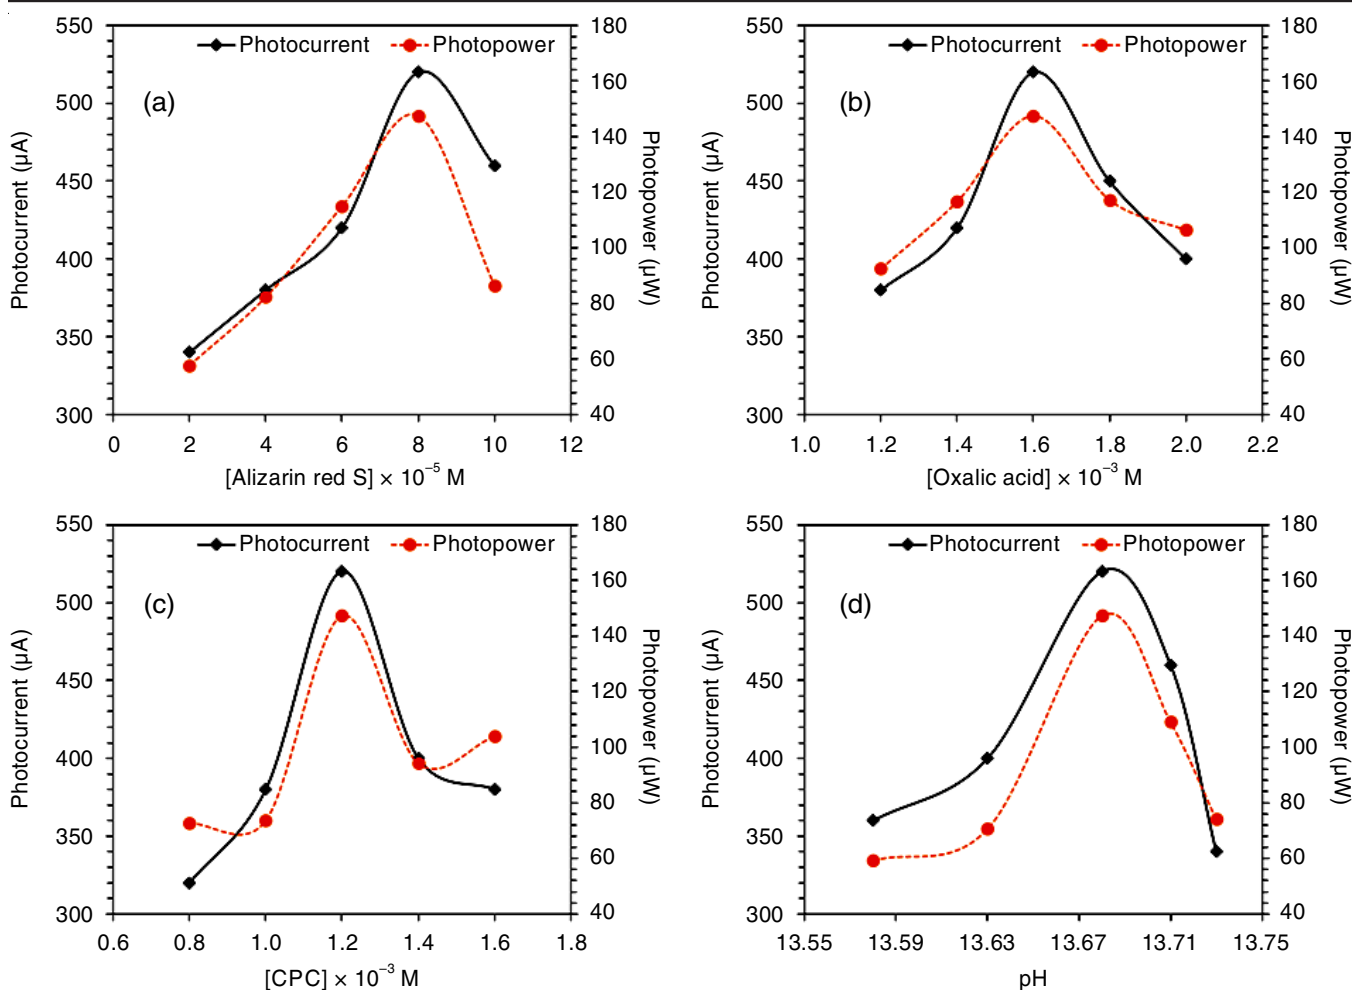 550
500
450
400
350
300
Photocurrent (µA)
Photocurrent
Photopower
(a)
180
160
140
120
100
80
60
40
Photopower (µW)
0 2 4 6 8 10 12
[Alizarin red S] × 10⁻⁵ M
550
500
450
400
350
300
Photocurrent (µA)
Photocurrent
Photopower
(b)
180
160
140
120
100
80
60
40
Photopower (µW)
1.0 1.2 1.4 1.6 1.8 2.0 2.2
[Oxalic acid] × 10⁻³ M
550
500
450
400
350
300
Photocurrent (µA)
Photocurrent
Photopower
(c)
180
160
140
120
100
80
60
40
Photopower (µW)
0.6 0.8 1.0 1.2 1.4 1.6 1.8
[CPC] × 10⁻³ M
550
500
450
400
350
300
Photocurrent (µA)
Photocurrent
Photopower
(d)
180
160
140
120
100
80
60
40
Photopower (µW)
13.55 13.59 13.63 13.67 13.71 13.75
pH